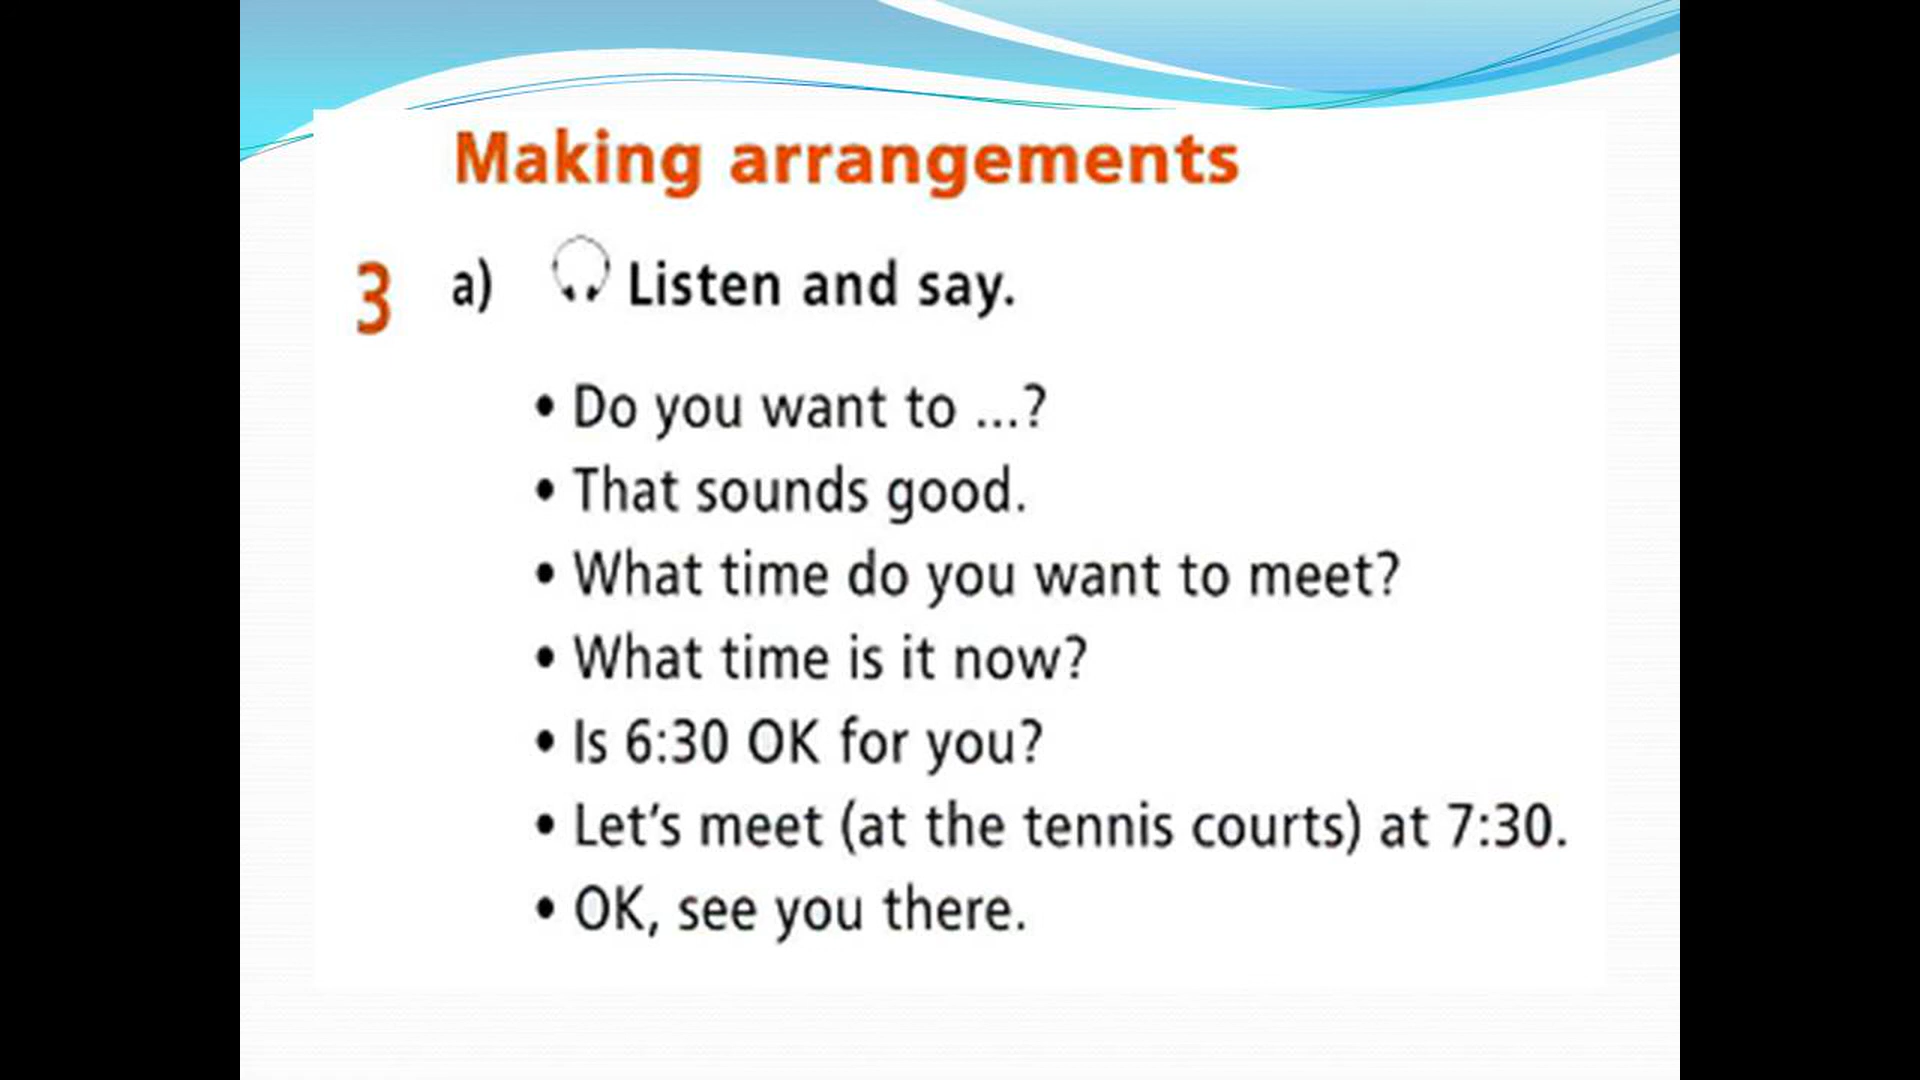 Making arrangements
3 a) Listen and say.
• Do you want to ...?
• That sounds good.
• What time do you want to meet?
• What time is it now?
• Is 6:30 OK for you?
• Let’s meet (at the tennis courts) at 7:30.
• OK, see you there.